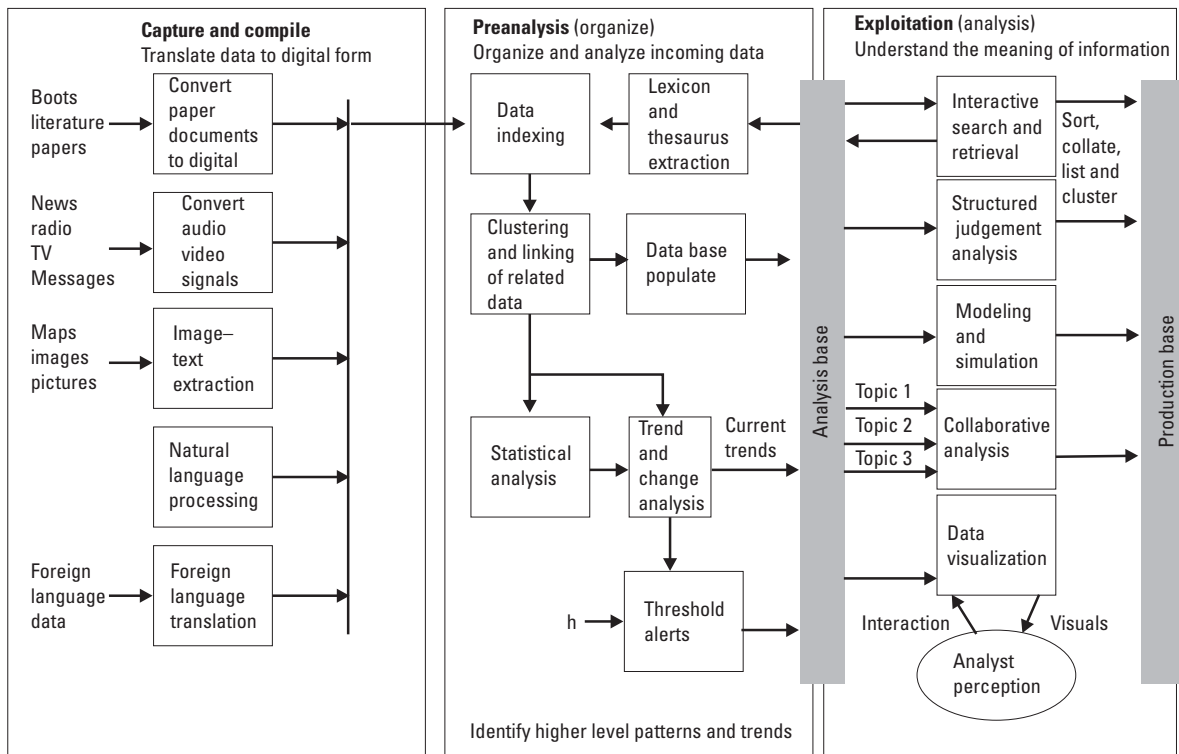 Capture and compile
Translate data to digital form
Boots
literature
papers
Convert
paper
documents
to digital
News
radio
TV
Messages
Convert
audio
video
signals
Maps
images
pictures
Image–
text
extraction
Natural
language
processing
Foreign
language
data
Foreign
language
translation
Preanalysis (organize)
Organize and analyze incoming data
Data
indexing
Lexicon
and
thesaurus
extraction
Clustering
and linking
of related
data
Data base
populate
Statistical
analysis
Trend
and
change
analysis
Current
trends
h
Threshold
alerts
Identify higher level patterns and trends
Analysis base
Exploitation (analysis)
Understand the meaning of information
Interactive
search and
retrieval
Sort,
collate,
list and
cluster
Structured
judgement
analysis
Modeling
and
simulation
Topic 1
Topic 2
Topic 3
Collaborative
analysis
Data
visualization
Interaction
Visuals
Analyst
perception
Production base